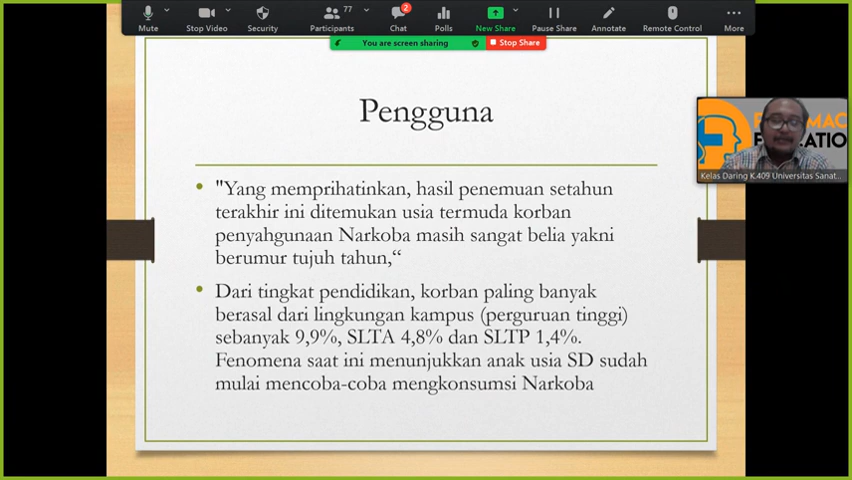 77
2
Mute
Stop Video
Security
Participants
Chat
Polls
New Share
Pause Share
Annotate
Remote Control
More
You are screen sharing
Stop Share
Pengguna
"Yang memprihatinkan, hasil penemuan setahun
terakhir ini ditemukan usia termuda korban
penyahgunaan Narkoba masih sangat belia yakni
berumur tujuh tahun,“
Dari tingkat pendidikan, korban paling banyak
berasal dari lingkungan kampus (perguruan tinggi)
sebanyak 9,9%, SLTA 4,8% dan SLTP 1,4%.
Fenomena saat ini menunjukkan anak usia SD sudah
mulai mencoba-coba mengkonsumsi Narkoba
Kelas Daring K.409 Universitas Sanat...